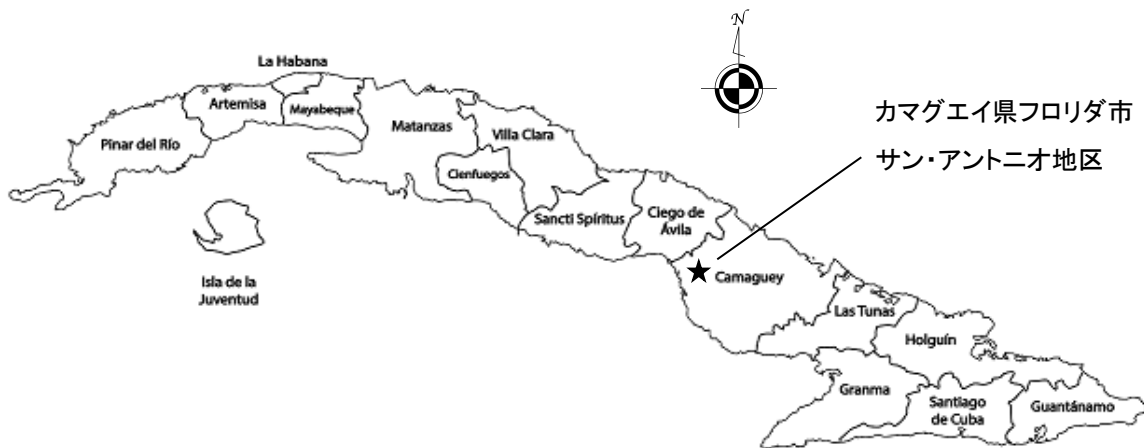 N
La Habana
Artemisa
Mayabeque
Pinar del Río
Matanzas
Villa Clara
Cienfuegos
Sancti Spíritus
Ciego de
Ávila
Isla de la
Juventud
カマグエイ県フロリダ市
サン・アントニオ地区
Camaguey
Las Tunas
Holguín
Granma
Santiago
de Cuba
Guantánamo